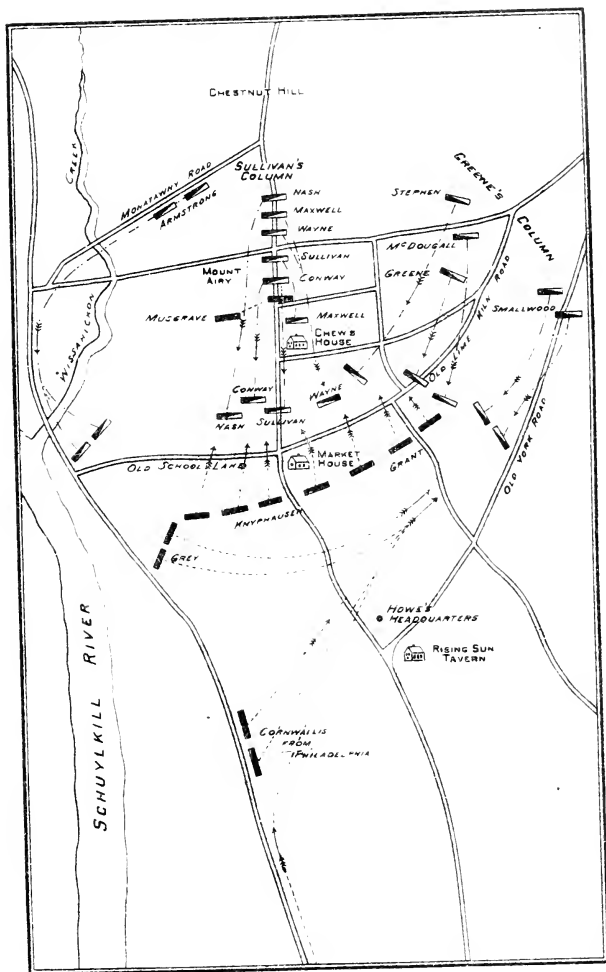 CHESTNUT HILL
CREEK
MONATAWNY ROAD
ARMSTRONG
SULLIVAN'S
COLUMN
NASH
MAXWELL
WAYNE
SULLIVAN
CONWAY
STEPHEN
GREENE'S
COLUMN
McDOUGALL
GREENE
SMALLWOOD
MOUNT
AIRY
MUSGRAVE
MATWELL
CHEW'S
HOUSE
OLD LIME KILN ROAD
WISSAHICKON
CONWAY
NASH
SULLIVAN
WAYNE
OLD SCHOOL LANE
MARKET
HOUSE
GRANT
OLD YORK ROAD
KNYPHAUSEN
GREY
HOWE'S
HEADQUARTERS
RISING SUN
TAVERN
SCHUYLKILL RIVER
CORNWALLIS
FROM
PHILADELPHIA